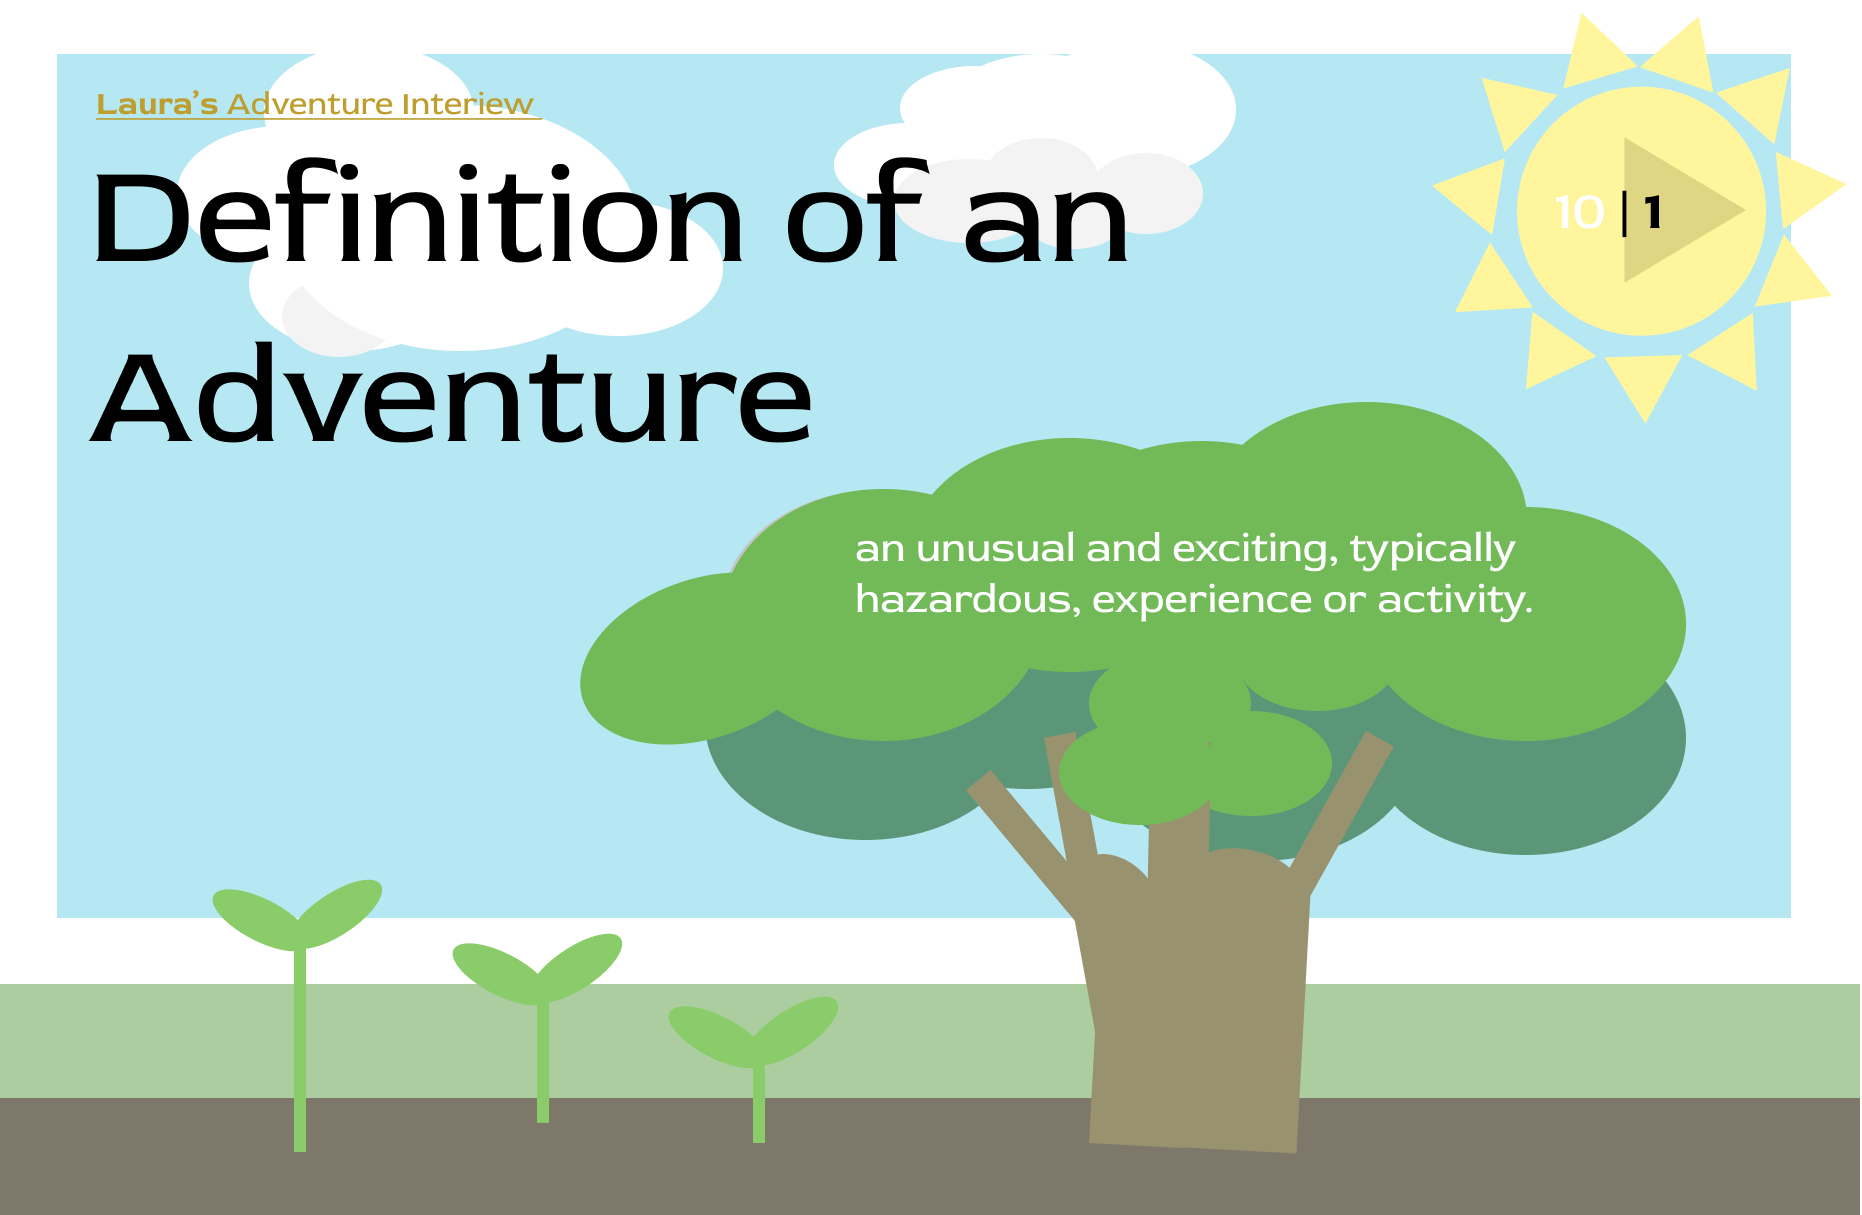 Laura’s Adventure Interiew
10 | 1
Definition of an
Adventure
an unusual and exciting, typically
hazardous, experience or activity.